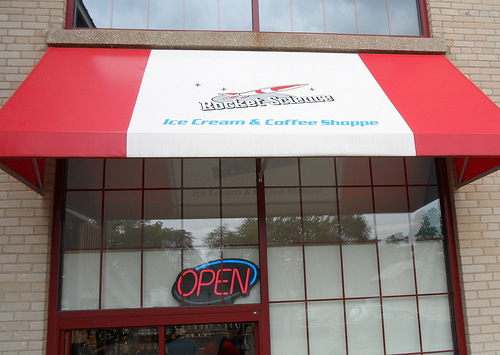 Rocket-Science
Ice Cream & Coffee Shoppe
OPEN